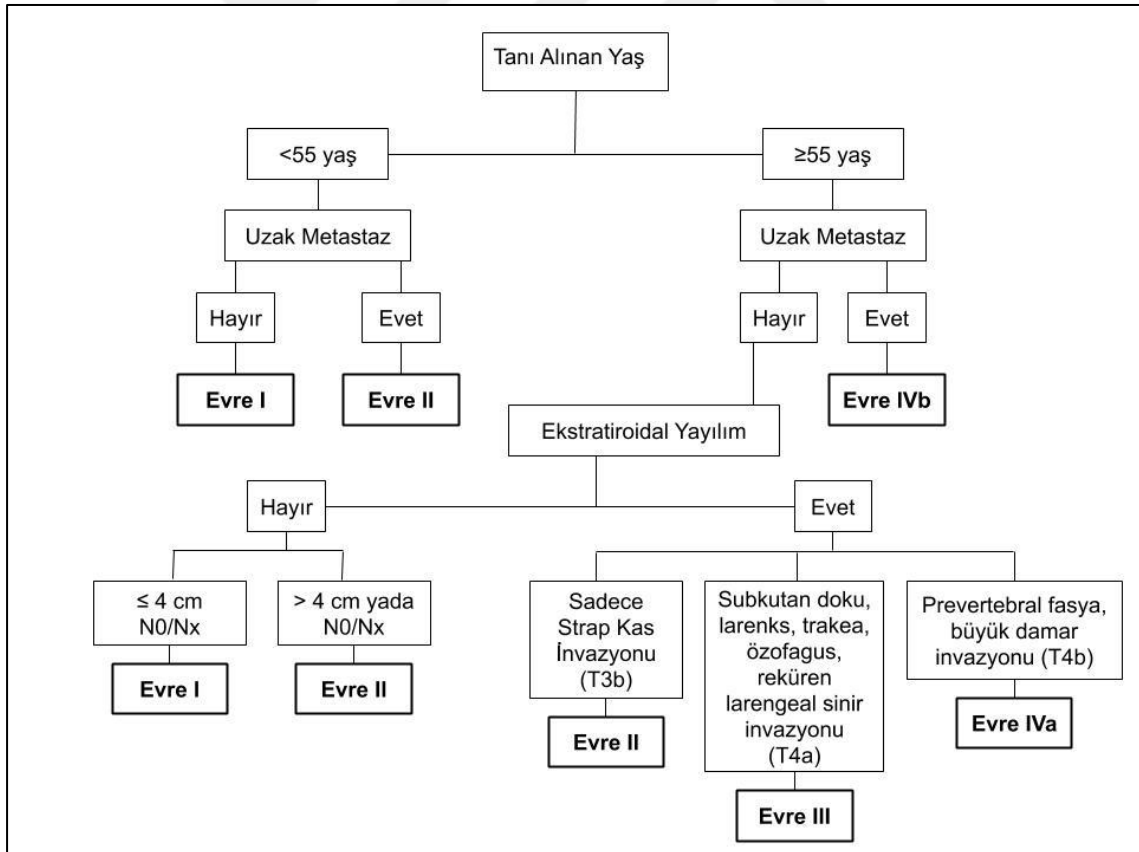 Tanı Alınan Yaş
<55 yaş
≥55 yaş
Uzak Metastaz
Uzak Metastaz
Hayır
Evet
Hayır
Evet
Evre I
Evre II
Evre IVb
Ekstratiroidal Yayılım
Hayır
Evet
≤ 4 cm
N0/Nx
> 4 cm yada
N0/Nx
Sadece
Strap Kas
İnvazyonu
(T3b)
Subkutan doku,
larenks, trakea,
özofagus,
reküren
larengeal sinir
invazyonu
(T4a)
Prevertebral fasya,
büyük damar
invazyonu (T4b)
Evre I
Evre II
Evre II
Evre III
Evre IVa